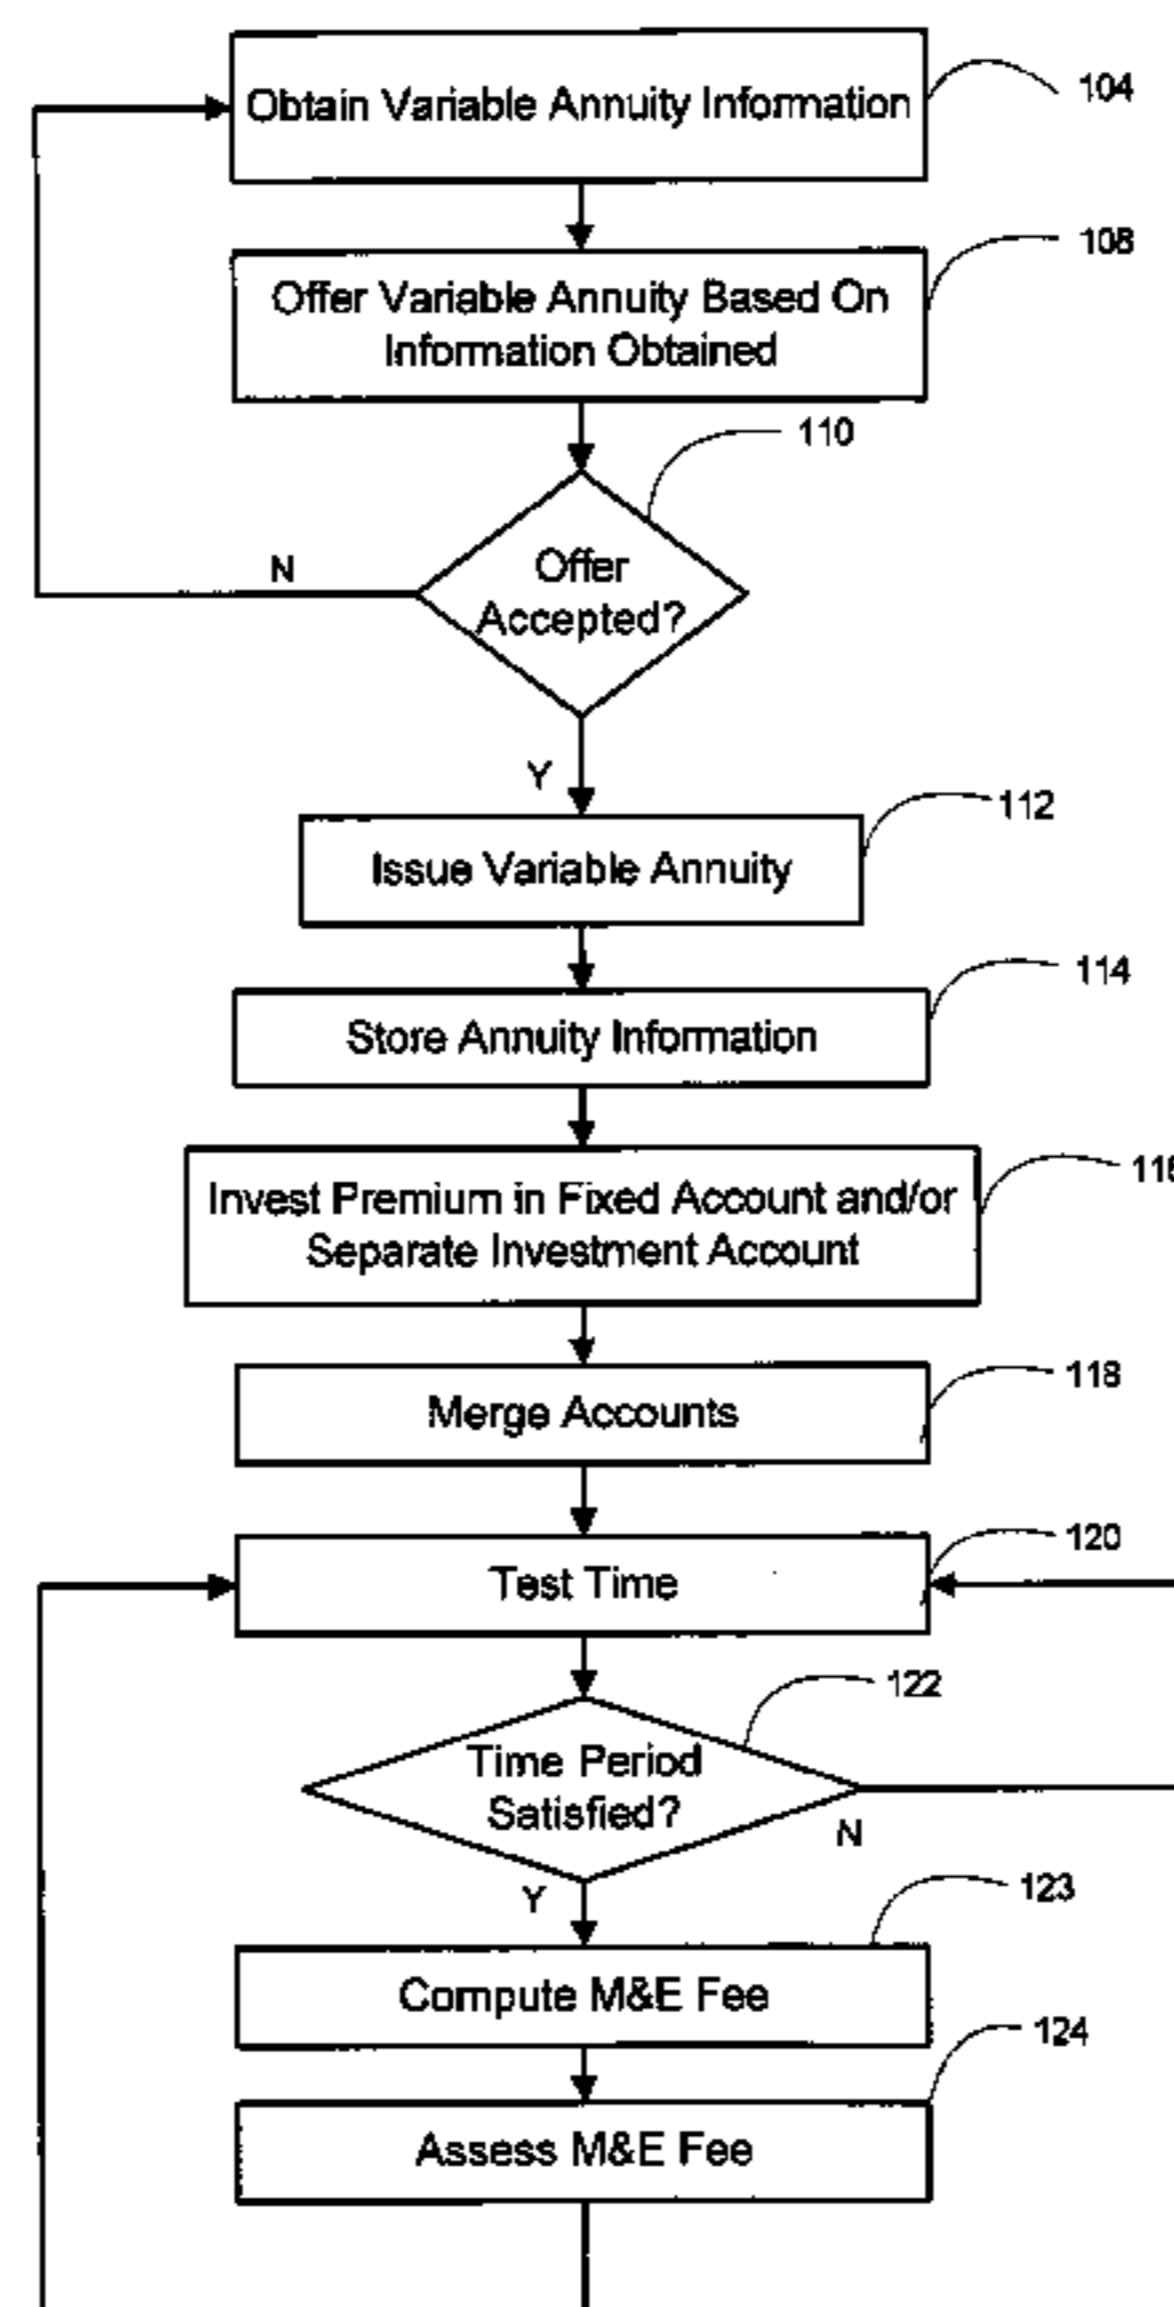 Obtain Variable Annuity Information
104
108
Offer Variable Annuity Based On
Information Obtained
110
Offer
Accepted?
N
Y
112
Issue Variable Annuity
114
Store Annuity Information
Invest Premium in Fixed Account and/or
Separate Investment Account
118
Merge Accounts
120
Test Time
122
Time Period
Satisfied?
N
Y
123
Compute M&E Fee
124
Assess M&E Fee